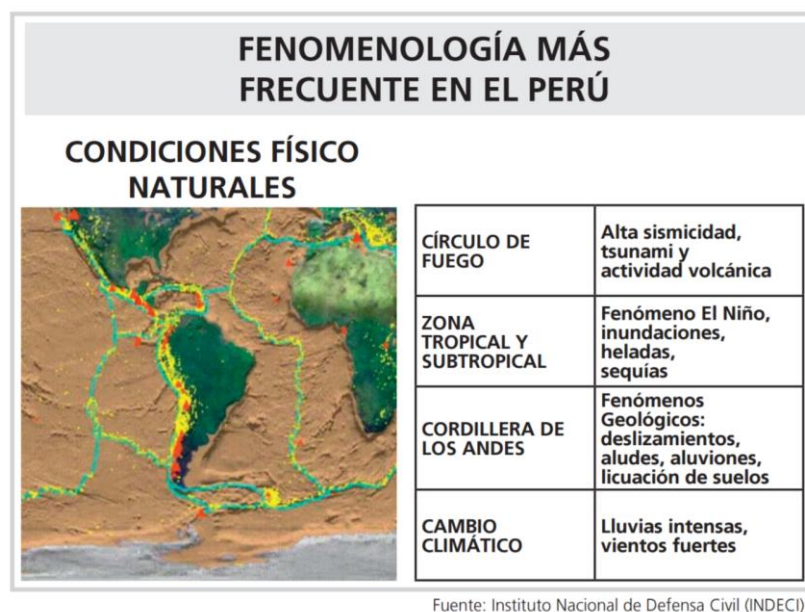 FENOMENOLOGÍA MÁS
FRECUENTE EN EL PERÚ
CONDICIONES FÍSICO
NATURALES
CÍRCULO DE
FUEGO
Alta sismicidad,
tsunami y
actividad volcánica
ZONA
TROPICAL Y
SUBTROPICAL
Fenómeno El Niño,
inundaciones,
heladas,
sequías
CORDILLERA DE
LOS ANDES
Fenómenos
Geológicos:
deslizamientos,
aludes, aluviones,
licuación de suelos
CAMBIO
CLIMÁTICO
Lluvias intensas,
vientos fuertes
Fuente: Instituto Nacional de Defensa Civil (INDECI)